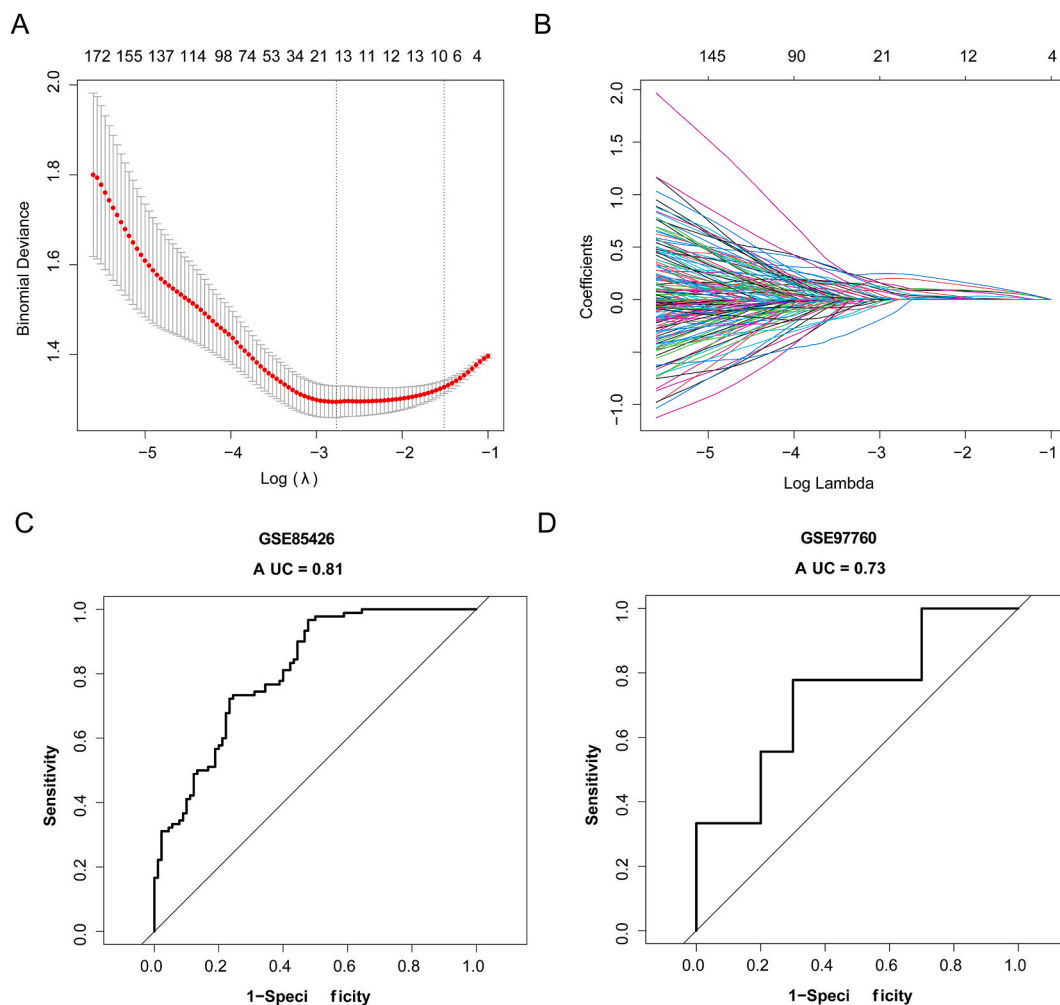 A
172 155 137 114 98 74 53 34 21 13 11 12 13 10 6 4
2.0
1.8
1.6
1.4
Binomial Deviance
−5 −4 −3 −2 −1
Log (λ)
B
145 90 21 12 4
2.0
1.5
1.0
0.5
0.0
−1.0
Coefficients
−5 −4 −3 −2 −1
Log Lambda
C
GSE85426
A UC = 0.81
1.0
0.8
0.6
0.4
0.2
0.0
Sensitivity
0.0 0.2 0.4 0.6 0.8 1.0
1−Speci ficity
D
GSE97760
A UC = 0.73
1.0
0.8
0.6
0.4
0.2
0.0
Sensitivity
0.0 0.2 0.4 0.6 0.8 1.0
1−Speci ficity